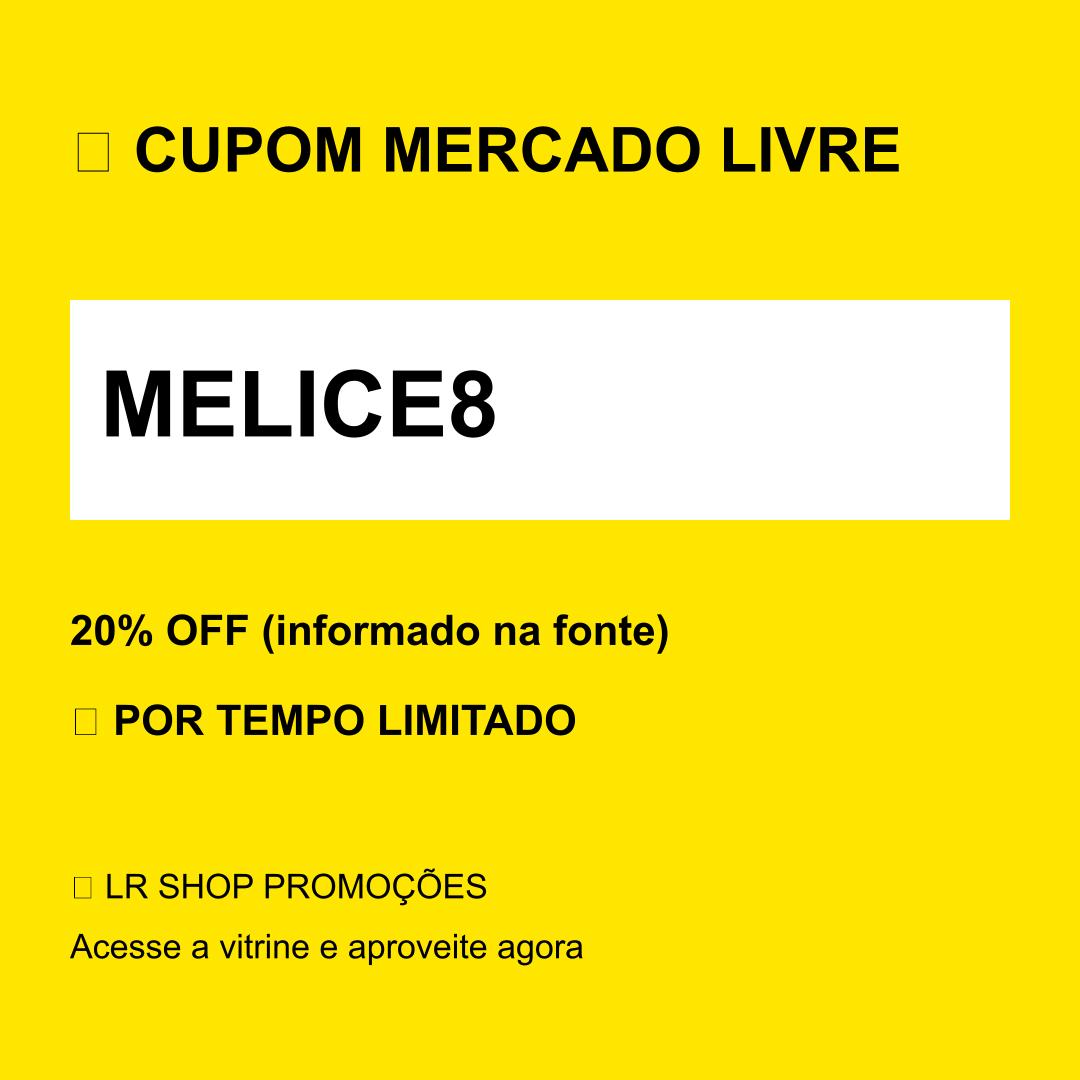 □ CUPOM MERCADO LIVRE
MELICE8
20% OFF (informado na fonte)
□ POR TEMPO LIMITADO
□ LR SHOP PROMOÇÕES
Acesse a vitrine e aproveite agora